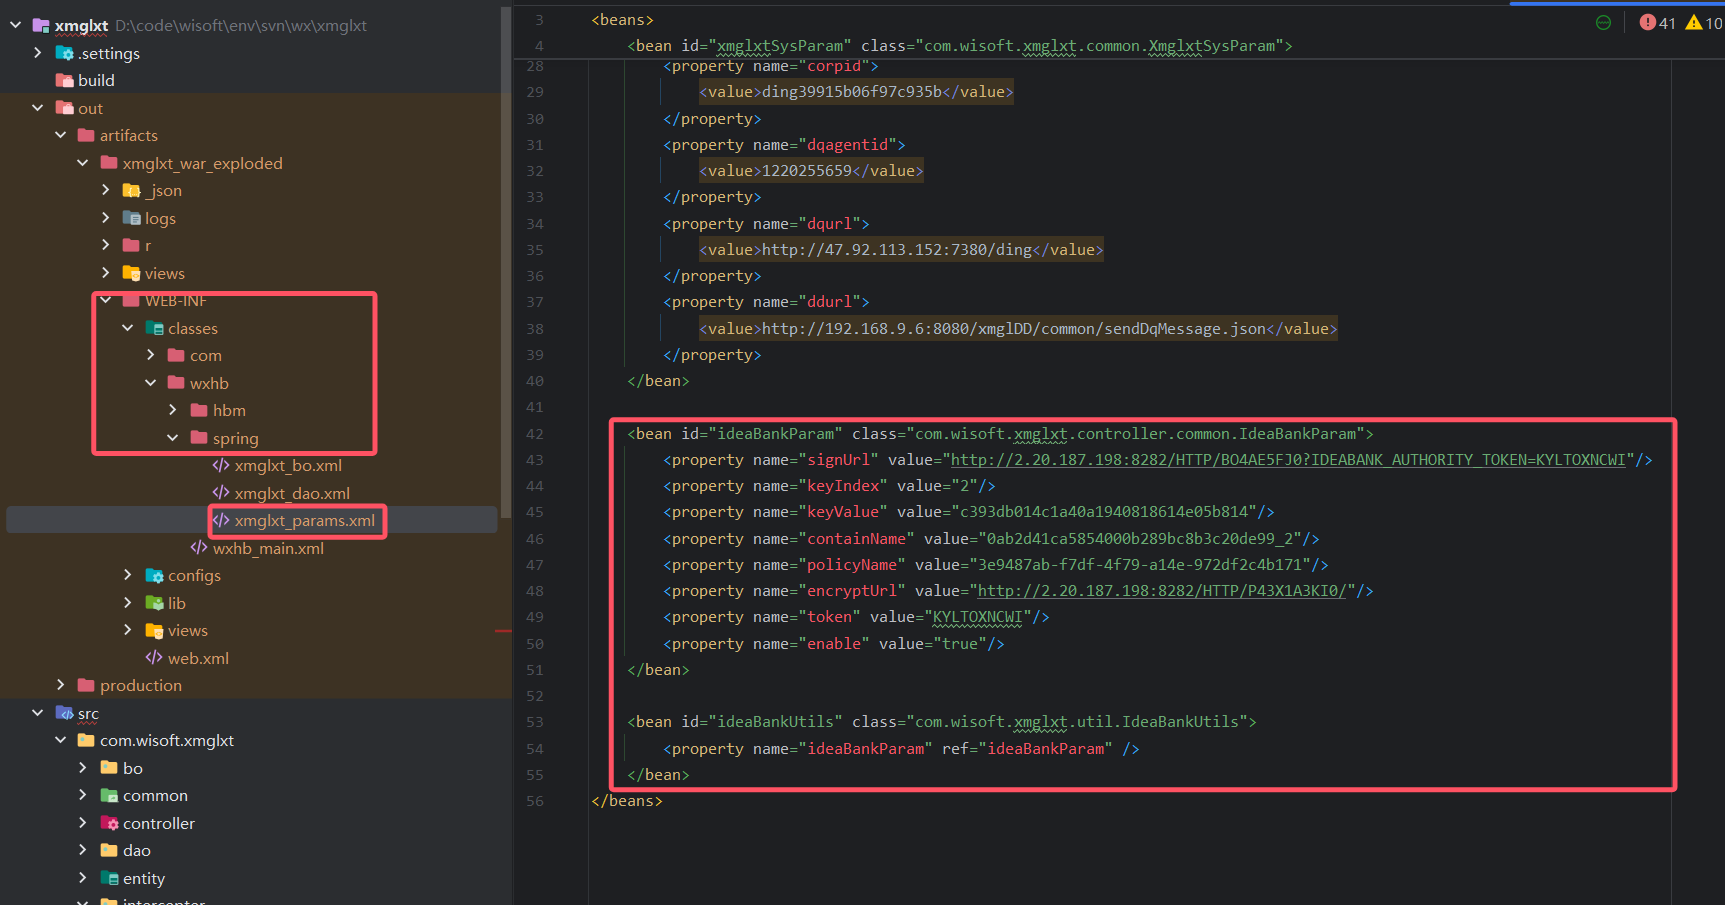 xmglxt D:\code\wisoft\env\svn\wx\xmglxt
.settings
build
out
artifacts
xmglxt_war_exploded
_json
logs
r
views
WEB-INF
classes
com
wxhb
hbm
spring
xmglxt_bo.xml
xmglxt_dao.xml
xmglxt_params.xml
wxhb_main.xml
configs
lib
views
web.xml
production
src
com.wisoft.xmglxt
bo
common
controller
dao
entity
intercenter
41 10
3 <beans>
4 <bean id="xmglxtSysParam" class="com.wisoft.xmglxt.common.XmglxtSysParam">
28 <property name="corpid">
29 <value>ding39915b06f97c935b</value>
30 </property>
31 <property name="dqagentid">
32 <value>1220255659</value>
33 </property>
34 <property name="dqurl">
35 <value>http://47.92.113.152:7380/ding</value>
36 </property>
37 <property name="ddurl">
38 <value>http://192.168.9.6:8080/xmglDD/common/sendDqMessage.json</value>
39 </property>
40 </bean>
41
42 <bean id="ideaBankParam" class="com.wisoft.xmglxt.controller.common.IdeaBankParam">
43 <property name="signUrl" value="http://2.20.187.198:8282/HTTP/BO4AE5FJ0?IDEABANK_AUTHORITY_TOKEN=KYLTOXNCWI"/>
44 <property name="keyIndex" value="2"/>
45 <property name="keyValue" value="c393db014c1a40a1940818614e05b814"/>
46 <property name="containName" value="0ab2d41ca5854000b289bc8b3c20de99_2"/>
47 <property name="policyName" value="3e9487ab-f7df-4f79-a14e-972df2c4b171"/>
48 <property name="encryptUrl" value="http://2.20.187.198:8282/HTTP/P43X1A3KI0/"/>
49 <property name="token" value="KYLTOXNCWI"/>
50 <property name="enable" value="true"/>
51 </bean>
52
53 <bean id="ideaBankUtils" class="com.wisoft.xmglxt.util.IdeaBankUtils">
54 <property name="ideaBankParam" ref="ideaBankParam" />
55 </bean>
56 </beans>